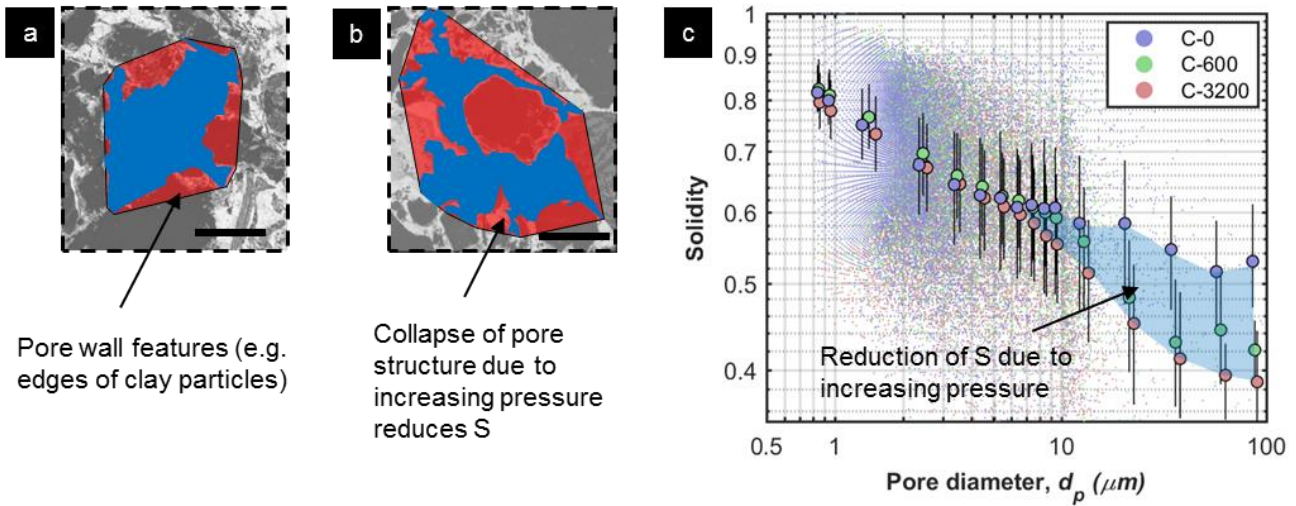 a
Pore wall features (e.g.
edges of clay particles)
b
Collapse of pore
structure due to
increasing pressure
reduces S
c
Solidity
1
0.9
0.8
0.7
0.6
0.5
0.4
C-0
C-600
C-3200
Reduction of S due to
increasing pressure
0.5 1 10 100
Pore diameter, d_p (μm)